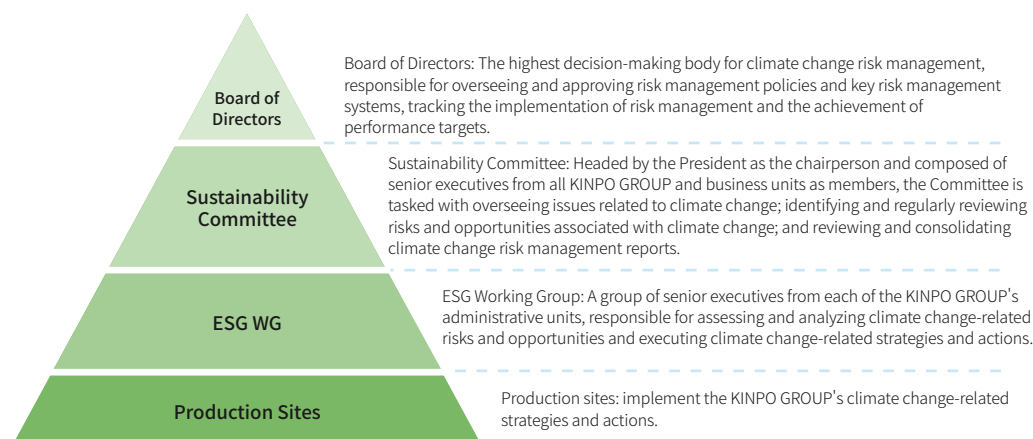 Board of
Directors
Board of Directors: The highest decision-making body for climate change risk management,
responsible for overseeing and approving risk management policies and key risk management
systems, tracking the implementation of risk management and the achievement of
performance targets.
Sustainability
Committee
Sustainability Committee: Headed by the President as the chairperson and composed of
senior executives from all KINPO GROUP and business units as members, the Committee is
tasked with overseeing issues related to climate change; identifying and regularly reviewing
risks and opportunities associated with climate change; and reviewing and consolidating
climate change risk management reports.
ESG WG
ESG Working Group: A group of senior executives from each of the KINPO GROUP's
administrative units, responsible for assessing and analyzing climate change-related
risks and opportunities and executing climate change-related strategies and actions.
Production Sites
Production sites: implement the KINPO GROUP's climate change-related
strategies and actions.